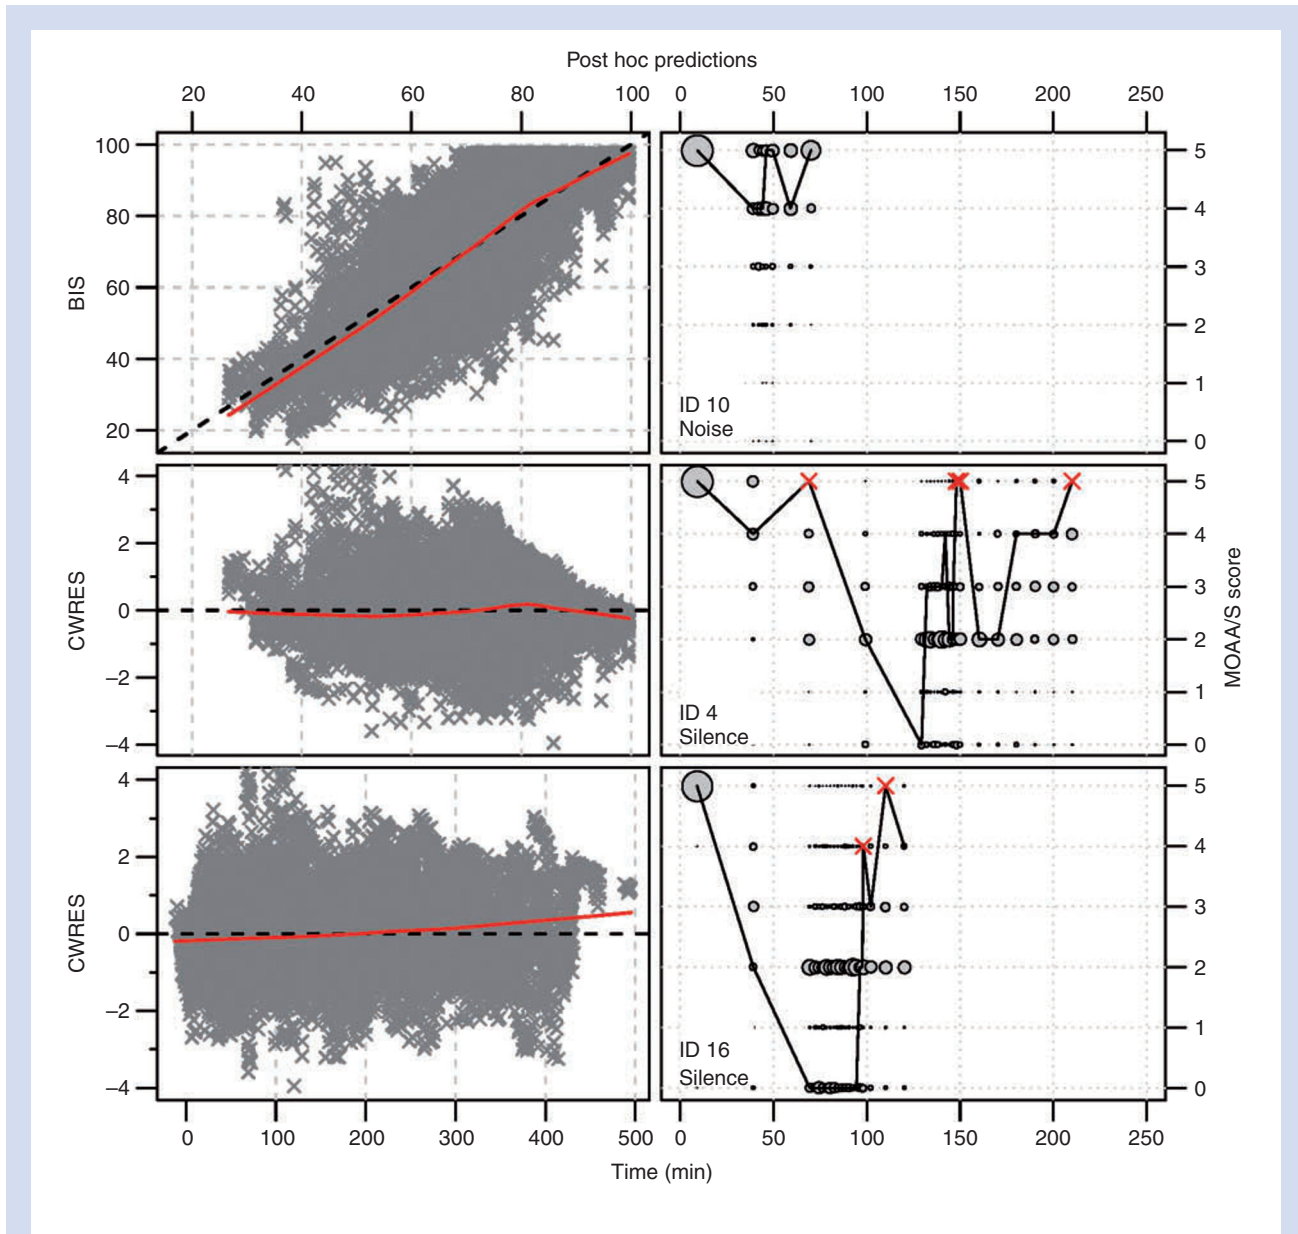 Post hoc predictions
20 40 60 80 100 0 50 100 150 200 250
100
80
60
40
20
BIS
5
4
3
2
1
0
ID 10
Noise
4
2
0
–2
–4
CWRES
5
4
3
2
1
0
ID 4
Silence
MOAA/S score
4
2
0
–2
–4
CWRES
5
4
3
2
1
0
ID 16
Silence
0 100 200 300 400 500 0 50 100 150 200 250
Time (min)